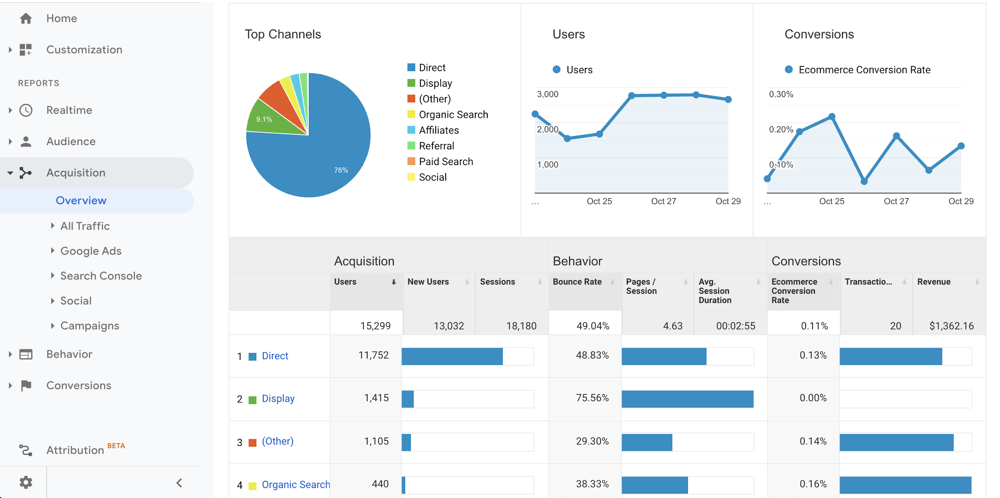 Home
Customization
REPORTS
Realtime
Audience
Acquisition
Overview
All Traffic
Google Ads
Search Console
Social
Campaigns
Behavior
Conversions
Attribution BETA
Top Channels
Direct
Display
(Other)
Organic Search
Affiliates
Referral
Paid Search
Social
9.1%
76%
Users
Users
3,000
2,000
1,000
... Oct 25 Oct 27 Oct 29
Conversions
Ecommerce Conversion Rate
0.30%
0.20%
0.10%
... Oct 25 Oct 27 Oct 29
Acquisition Behavior Conversions
Users New Users Sessions Bounce Rate Pages / Session Avg. Session Duration Ecommerce Conversion Rate Transactio... Revenue
15,299 13,032 18,180 49.04% 4.63 00:02:55 0.11% 20 $1,362.16
1 Direct 11,752 48.83% 0.13%
2 Display 1,415 75.56% 0.00%
3 (Other) 1,105 29.30% 0.14%
4 Organic Search 440 38.33% 0.16%